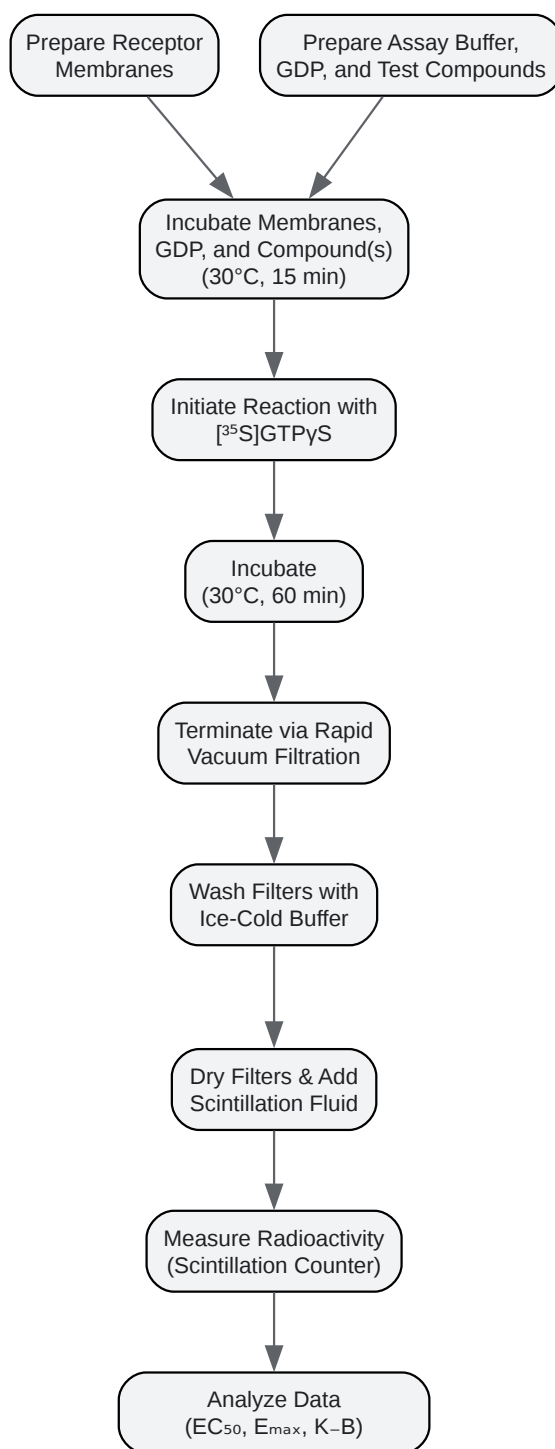 Prepare Receptor
Membranes
Prepare Assay Buffer,
GDP, and Test Compounds
Incubate Membranes,
GDP, and Compound(s)
(30°C, 15 min)
Initiate Reaction with
[³⁵S]GTPγS
Incubate
(30°C, 60 min)
Terminate via Rapid
Vacuum Filtration
Wash Filters with
Ice-Cold Buffer
Dry Filters & Add
Scintillation Fluid
Measure Radioactivity
(Scintillation Counter)
Analyze Data
(EC₅₀, Eₘₐₓ, K₋B)